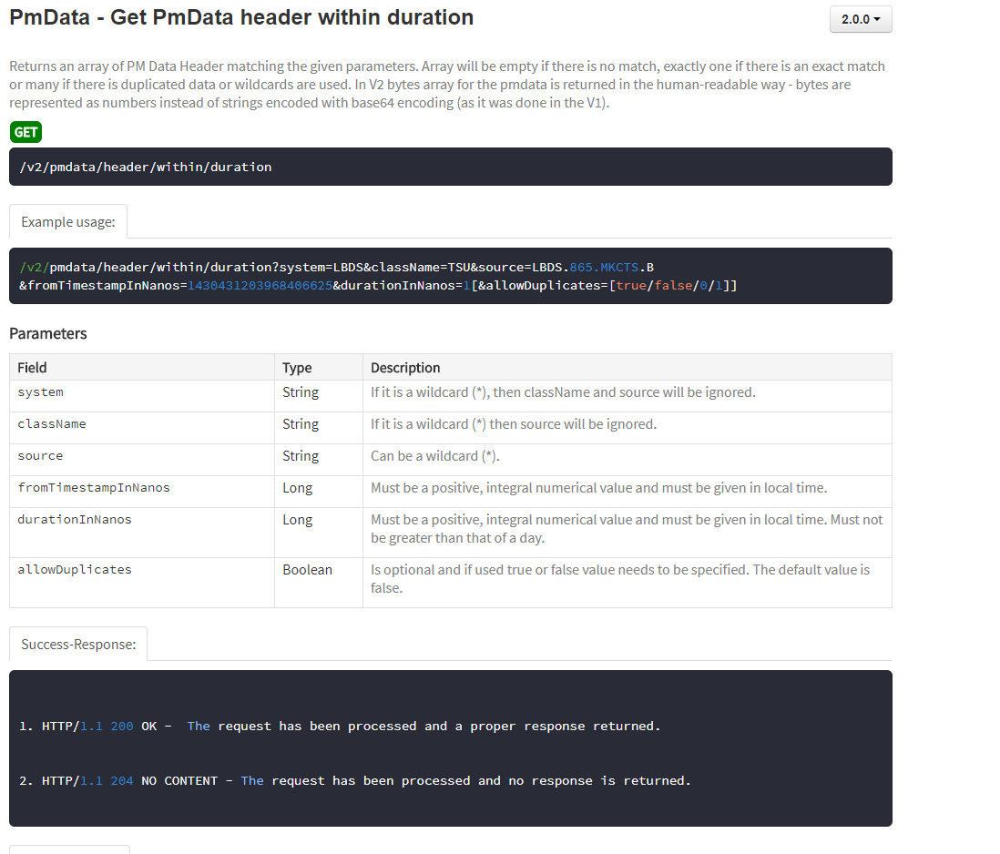 PmData - Get PmData header within duration
2.0.0
Returns an array of PM Data Header matching the given parameters. Array will be empty if there is no match, exactly one if there is an exact match
or many if there is duplicated data or wildcards are used. In V2 bytes array for the pmdata is returned in the human-readable way - bytes are
represented as numbers instead of strings encoded with base64 encoding (as it was done in the V1).
GET
/v2/pmdata/header/within/duration
Example usage:
/v2/pmdata/header/within/duration?system=LBDS&className=TSU&source=LBDS.865.MKCTS.B
&fromTimestampInNanos=1430431203968406625&durationInNanos=1[&allowDuplicates=[true/false/0/1]]
Parameters
Field Type Description
system String If it is a wildcard (*), then className and source will be ignored.
className String If it is a wildcard (*) then source will be ignored.
source String Can be a wildcard (*).
fromTimestampInNanos Long Must be a positive, integral numerical value and must be given in local time.
durationInNanos Long Must be a positive, integral numerical value and must be given in local time. Must not
be greater than that of a day.
allowDuplicates Boolean Is optional and if used true or false value needs to be specified. The default value is
false.
Success-Response:
1. HTTP/1.1 200 OK -  The request has been processed and a proper response returned.
2. HTTP/1.1 204 NO CONTENT - The request has been processed and no response is returned.